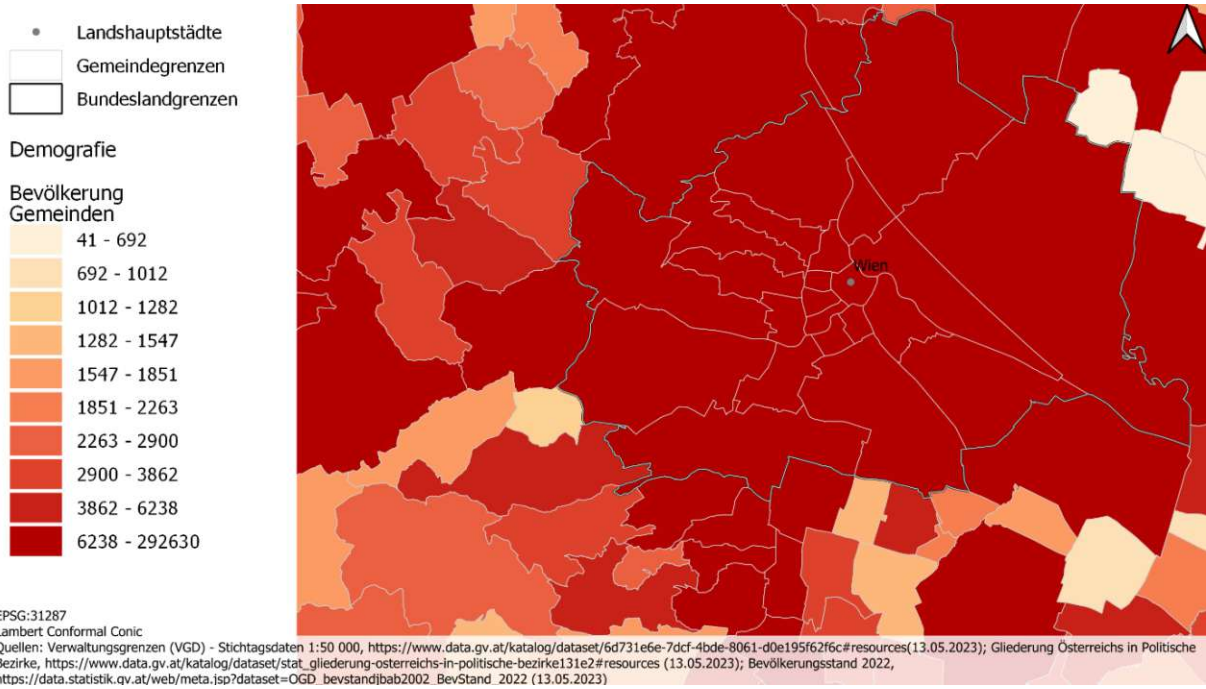 Landshauptstädte
Gemeindegrenzen
Bundeslandgrenzen
Demografie
Bevölkerung
Gemeinden
41 - 692
692 - 1012
1012 - 1282
1282 - 1547
1547 - 1851
1851 - 2263
2263 - 2900
2900 - 3862
3862 - 6238
6238 - 292630
Wien
EPSG:31287
Lambert Conformal Conic
Quellen: Verwaltungsgrenzen (VGD) - Stichtagsdaten 1:50 000, https://www.data.gv.at/katalog/dataset/6d731e6e-7dcf-4bde-8061-d0e195f62f6c#resources(13.05.2023); Gliederung Österreichs in Politische
Bezirke, https://www.data.gv.at/katalog/dataset/stat_gliederung-osterreichs-in-politische-bezirke131e2#resources (13.05.2023); Bevölkerungsstand 2022,
https://data.statistik.gv.at/web/meta.jsp?dataset=OGD_bevstandjbab2002_BevStand_2022 (13.05.2023)